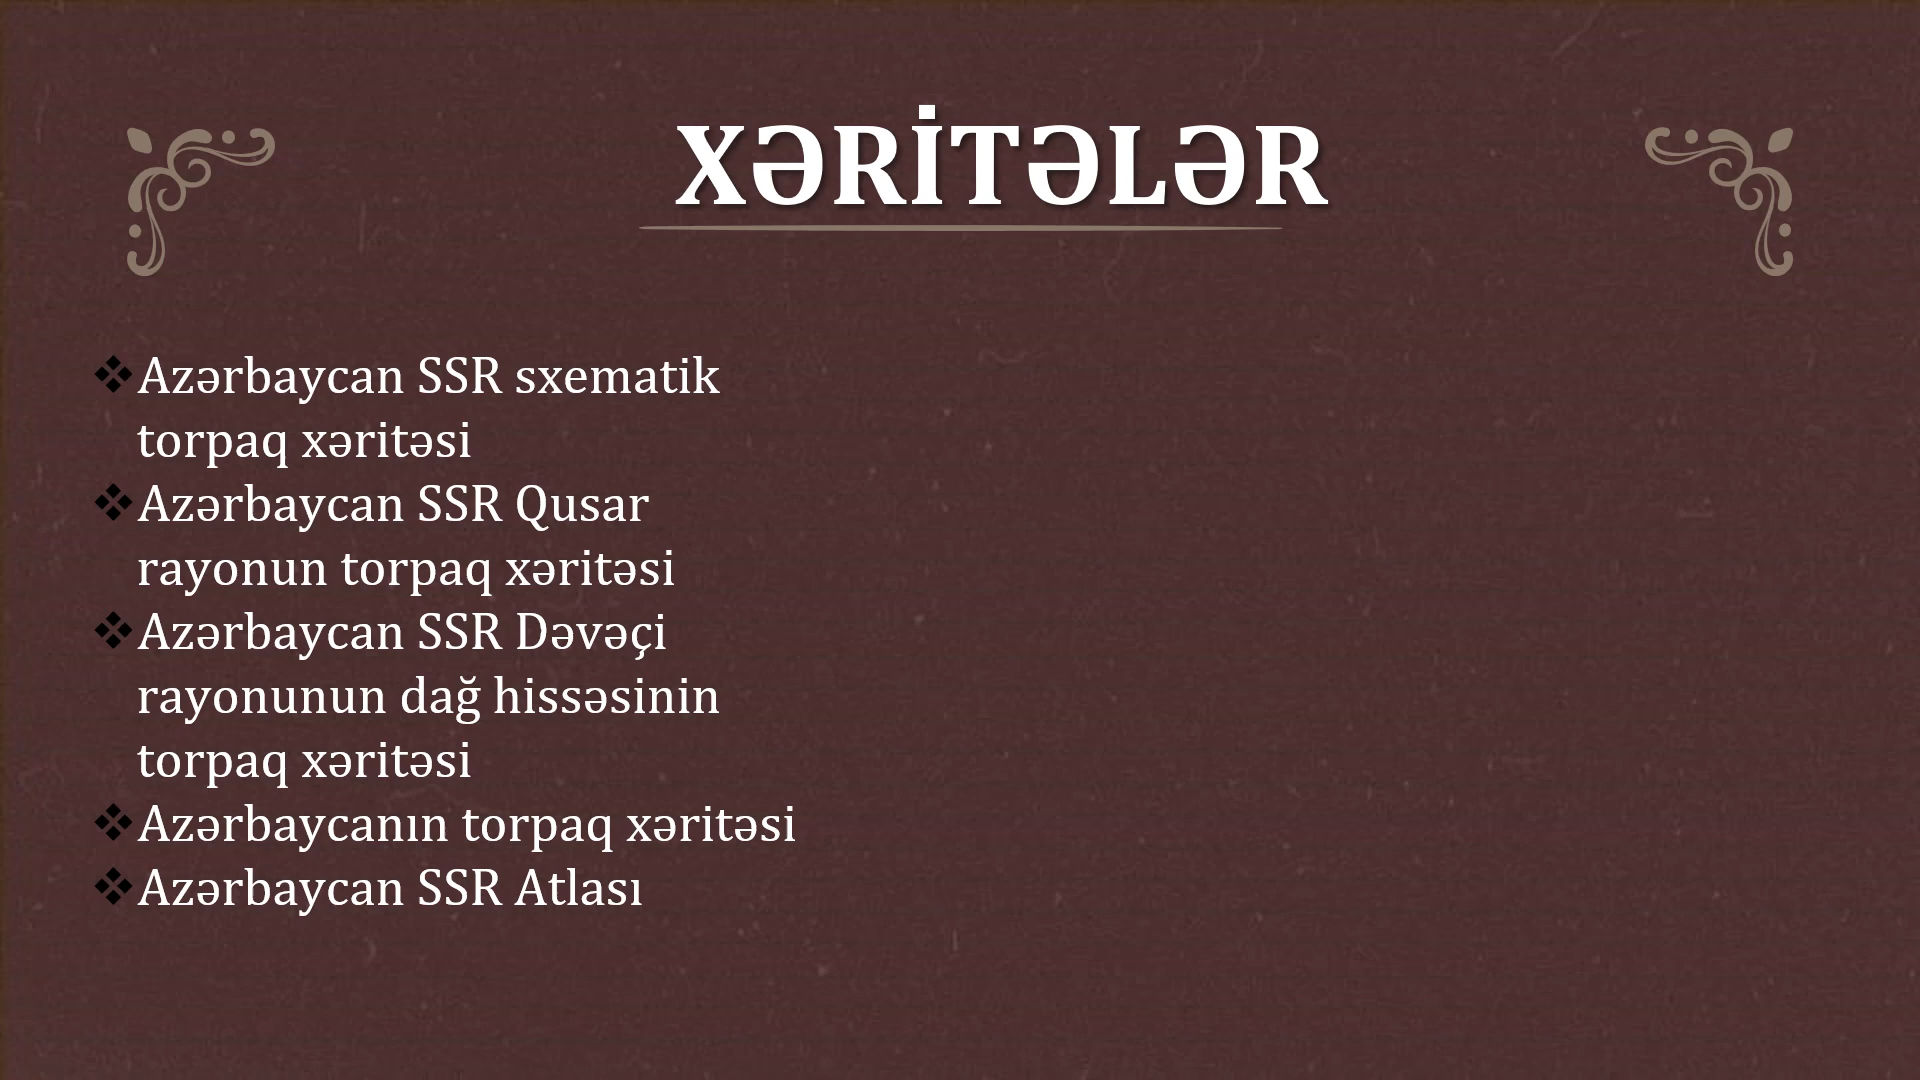 XƏRİTƏLƏR
❖Azərbaycan SSR sxematik
torpaq xəritəsi
❖Azərbaycan SSR Qusar
rayonun torpaq xəritəsi
❖Azərbaycan SSR Dəvəçi
rayonunun dağ hissəsinin
torpaq xəritəsi
❖Azərbaycanın torpaq xəritəsi
❖Azərbaycan SSR Atlası